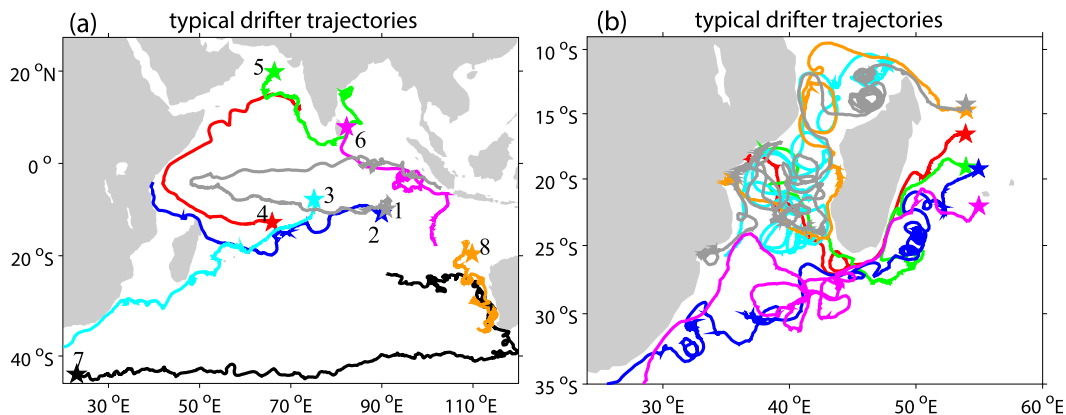 (a) typical drifter trajectories
20 °N
0 °
20 °S
40 °S
30 °E 50 °E 70 °E 90 °E 110 °E
5
6
3
4
1
2
8
7
(b) typical drifter trajectories
10 °S
15 °S
20 °S
25 °S
30 °S
35 °S
30 °E 40 °E 50 °E 60 °E